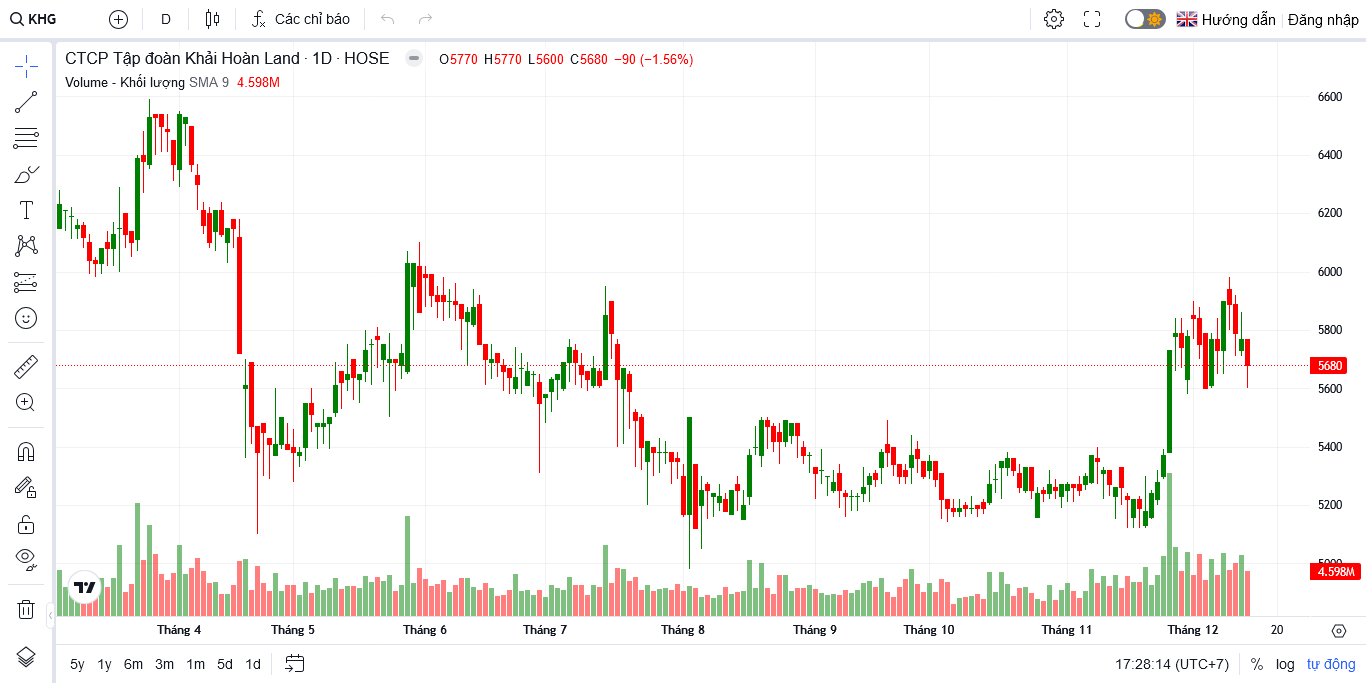 KHG D Các chỉ báo Hướng dẫn Đăng nhập
CTCP Tập đoàn Khải Hoàn Land · 1D · HOSE O5770 H5770 L5600 C5680 −90 (−1.56%)
Volume - Khối lượng SMA 9 4.598M
6600
6400
6200
6000
5800
5680
5600
5400
5200
5000
4.598M
Tháng 4 Tháng 5 Tháng 6 Tháng 7 Tháng 8 Tháng 9 Tháng 10 Tháng 11 Tháng 12 20
5y 1y 6m 3m 1m 5d 1d 17:28:14 (UTC+7) % log tự động